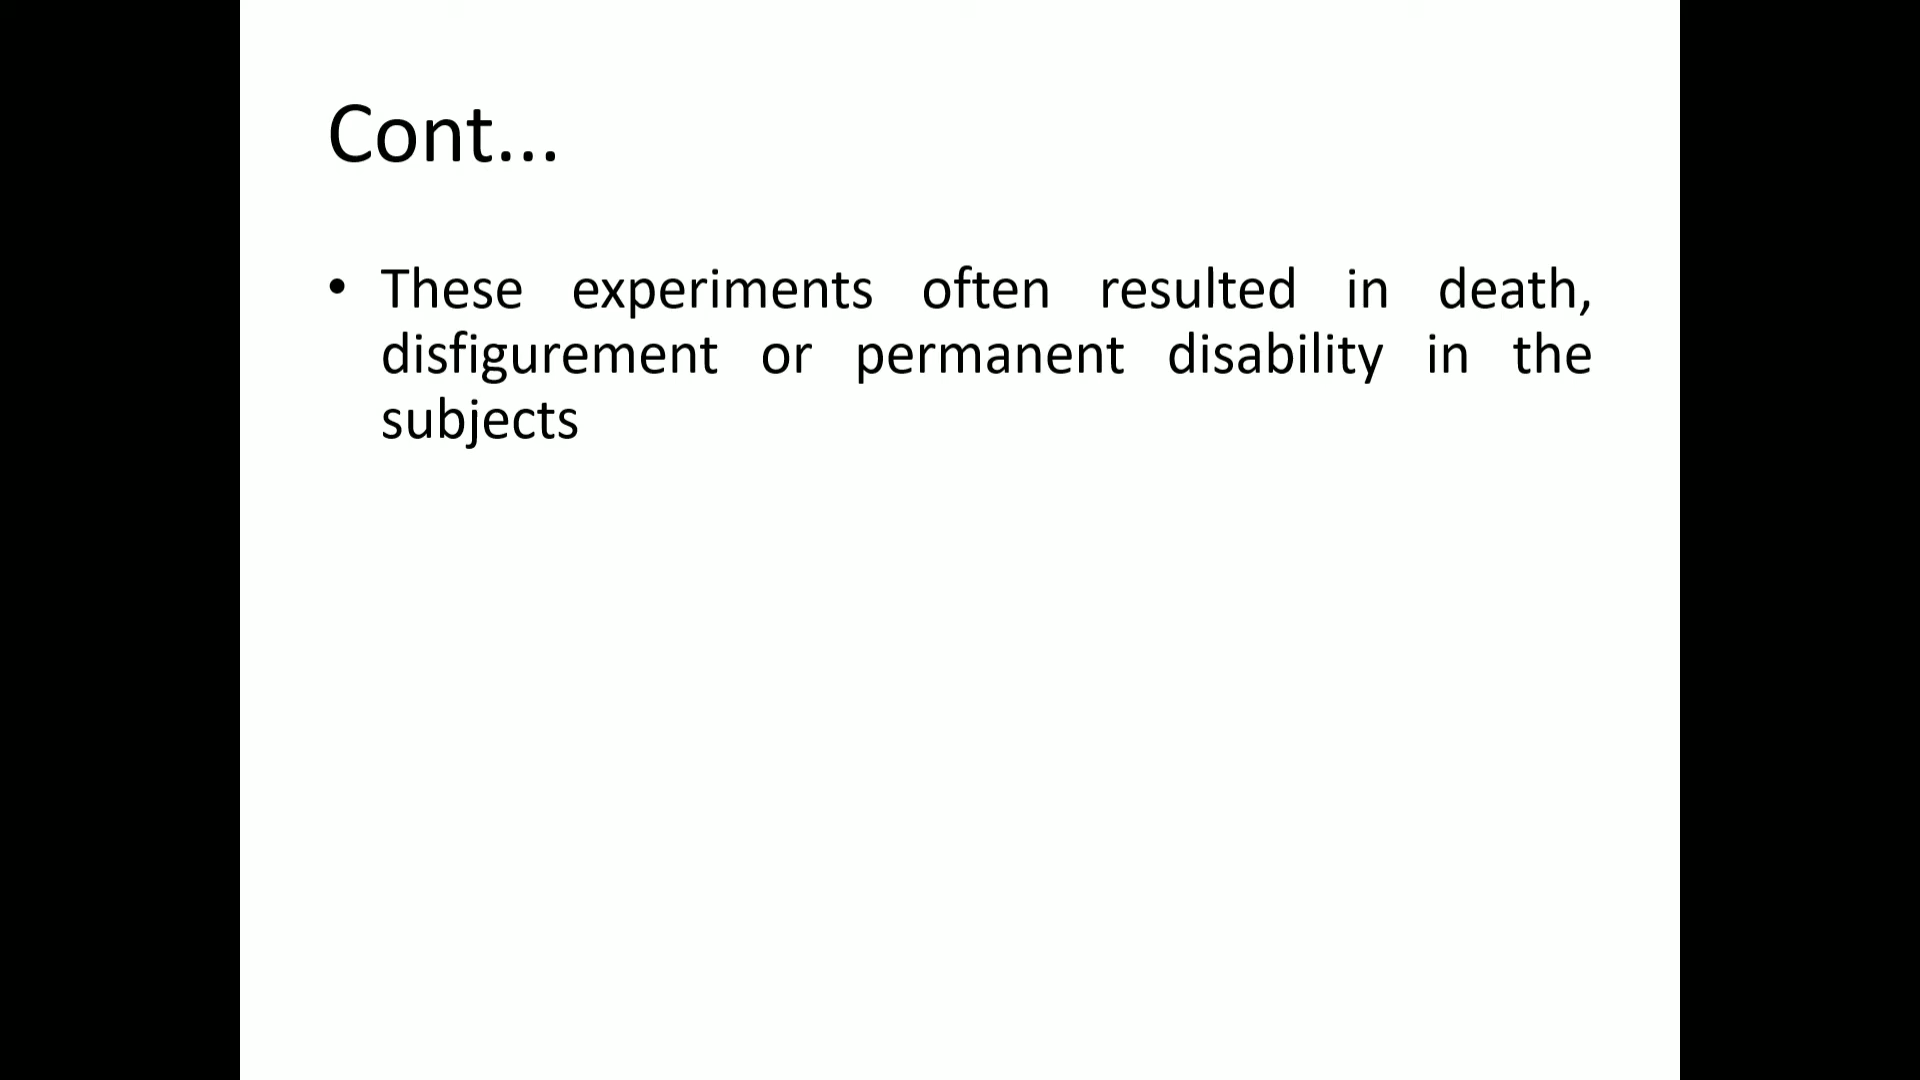 Cont...
• These experiments often resulted in death,
disfigurement or permanent disability in the
subjects